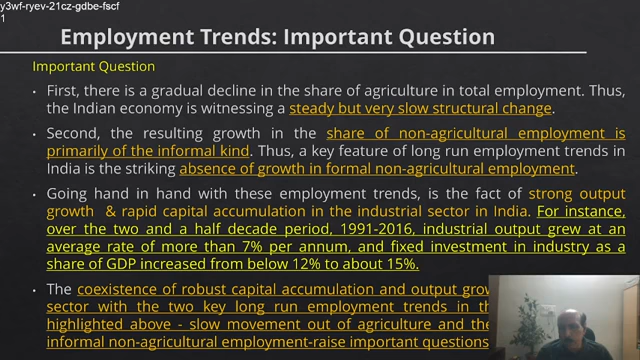 y3wf-ryev-21cz-gdbe-fscf
1
Employment Trends: Important Question
Important Question
• First, there is a gradual decline in the share of agriculture in total employment. Thus,
the Indian economy is witnessing a steady but very slow structural change.
• Second, the resulting growth in the share of non-agricultural employment is
primarily of the informal kind. Thus, a key feature of long run employment trends in
India is the striking absence of growth in formal non-agricultural employment.
• Going hand in hand with these employment trends, is the fact of strong output
growth & rapid capital accumulation in the industrial sector in India. For instance,
over the two and a half decade period, 1991-2016, industrial output grew at an
average rate of more than 7% per annum, and fixed investment in industry as a
share of GDP increased from below 12% to about 15%.
• The coexistence of robust capital accumulation and output grow
sector with the two key long run employment trends in th
highlighted above - slow movement out of agriculture and the
informal non-agricultural employment-raise important questions